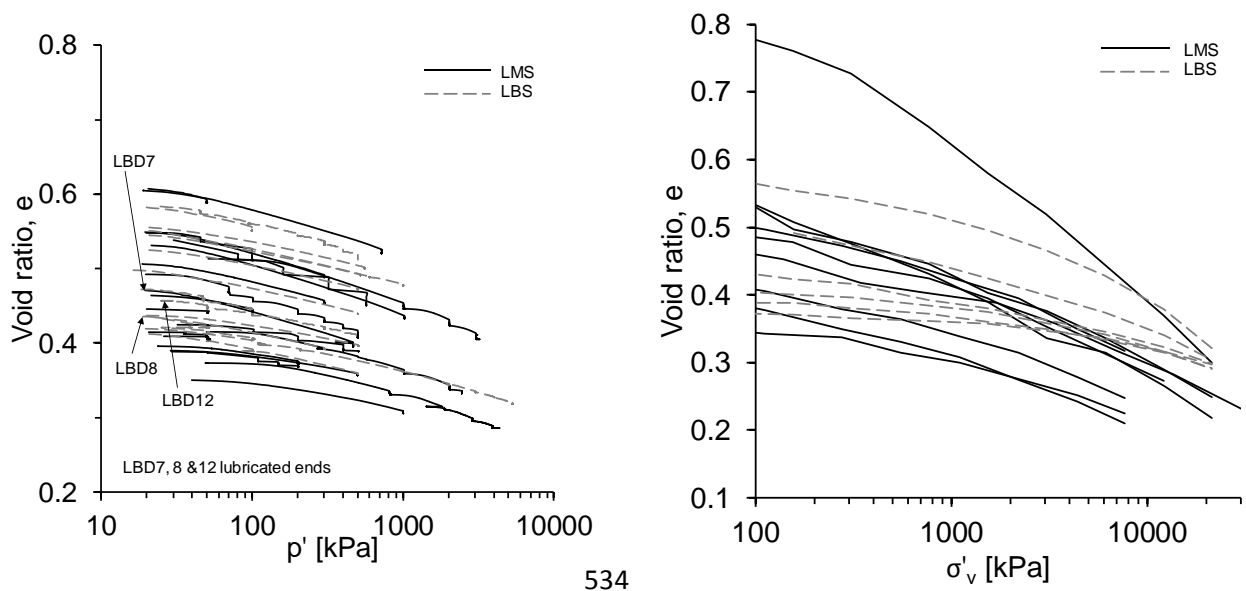 0.8
0.6
0.4
0.2
Void ratio, e
10
100
1000
10000
p' [kPa]
LMS
LBS
LBD7
LBD8
LBD12
LBD7, 8 &12 lubricated ends
0.8
0.7
0.6
0.5
0.4
0.3
0.2
0.1
Void ratio, e
100
1000
10000
σ'v [kPa]
LMS
LBS
534